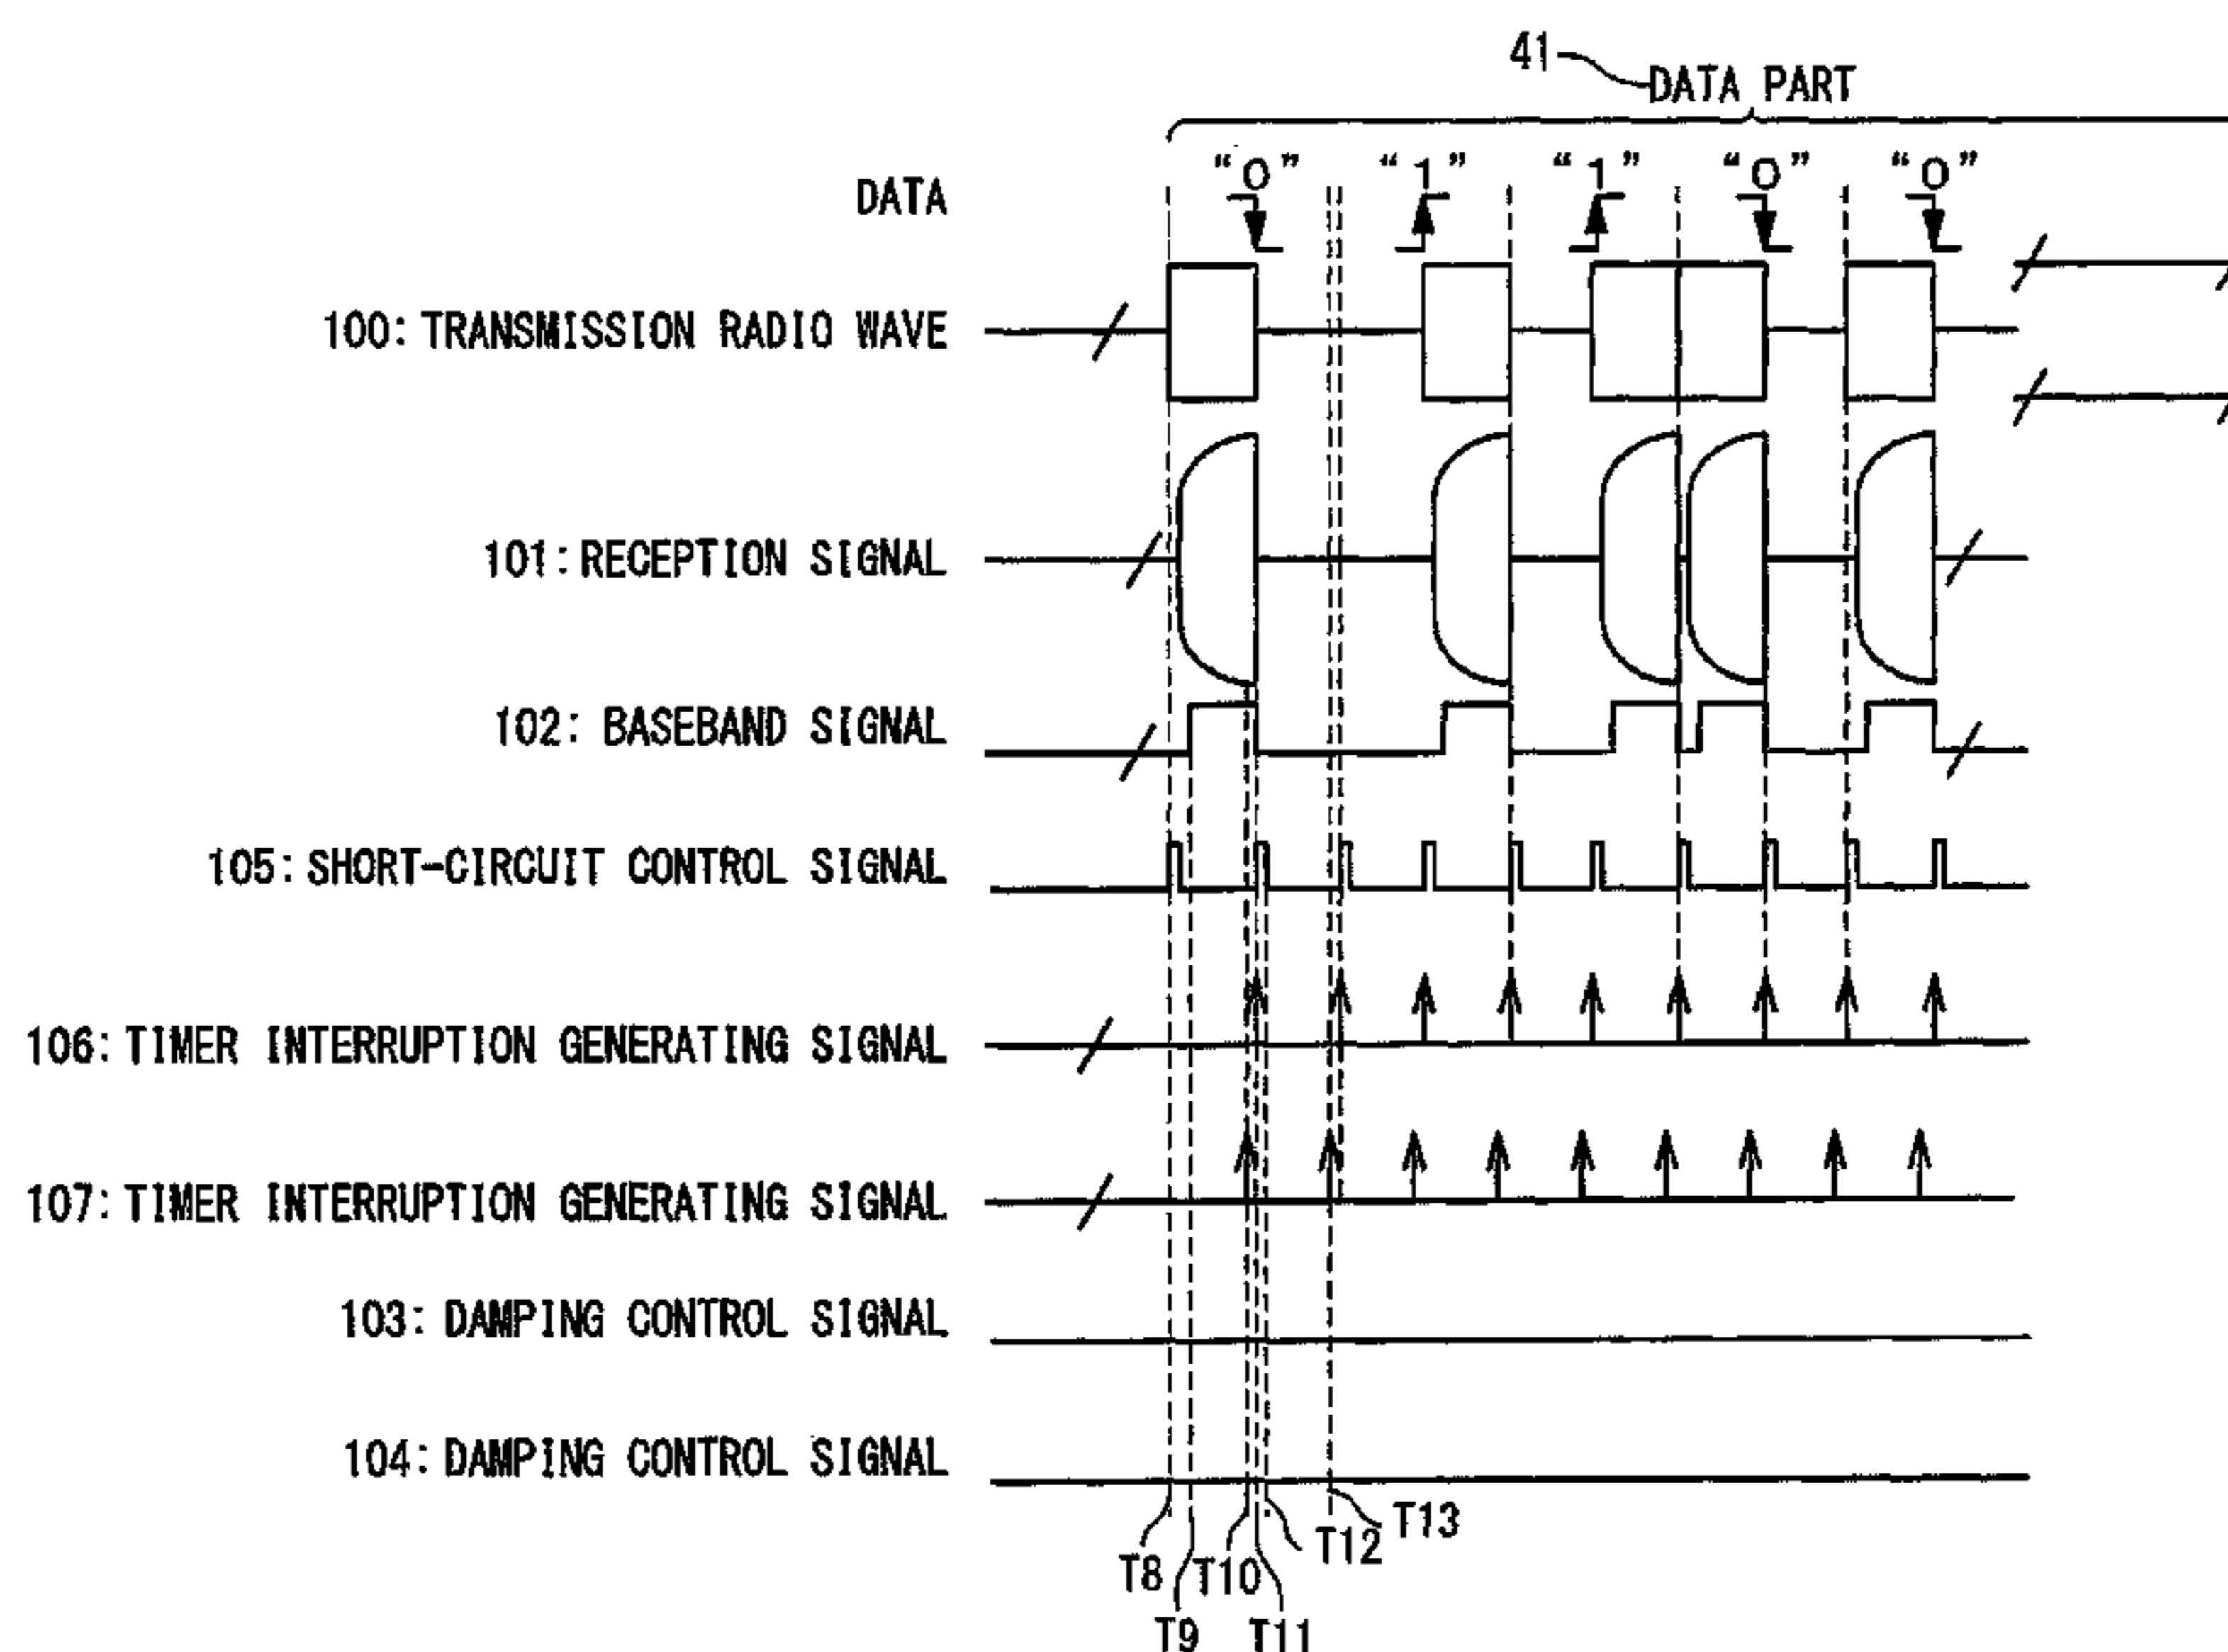 41
DATA PART
DATA "0" "1" "1" "0" "0"
100: TRANSMISSION RADIO WAVE
101: RECEPTION SIGNAL
102: BASEBAND SIGNAL
105: SHORT-CIRCUIT CONTROL SIGNAL
106: TIMER INTERRUPTION GENERATING SIGNAL
107: TIMER INTERRUPTION GENERATING SIGNAL
103: DAMPING CONTROL SIGNAL
104: DAMPING CONTROL SIGNAL
T8 T10 T12 T13
T9 T11